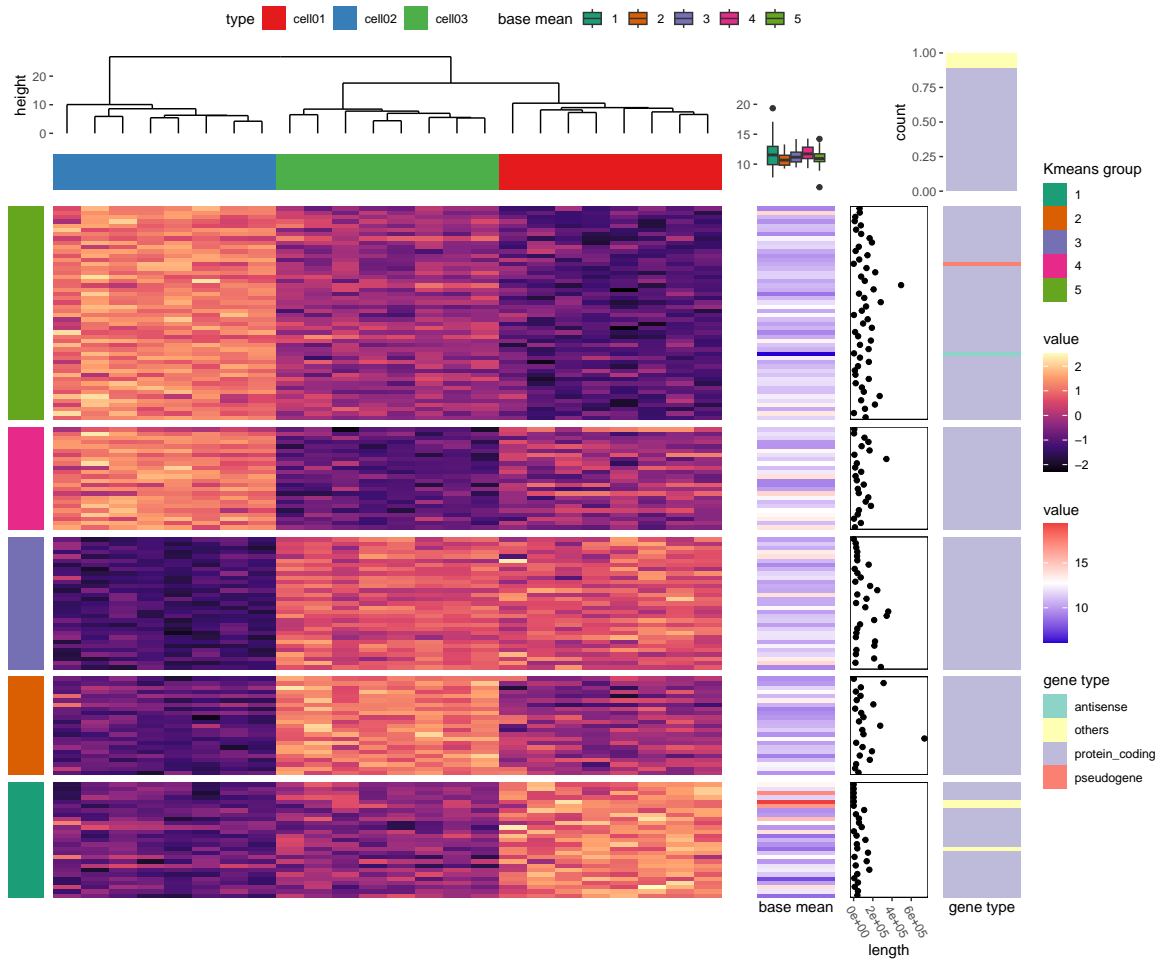 type cell01 cell02 cell03 base mean 1 2 3 4 5
height
20
10
0
20
15
10
count
1.00
0.75
0.50
0.25
0.00
Kmeans group
1
2
3
4
5
value
2
1
0
−1
−2
value
15
10
gene type
antisense
others
protein_coding
pseudogene
base mean
0e+00 2e+05 4e+05 6e+05
length
gene type